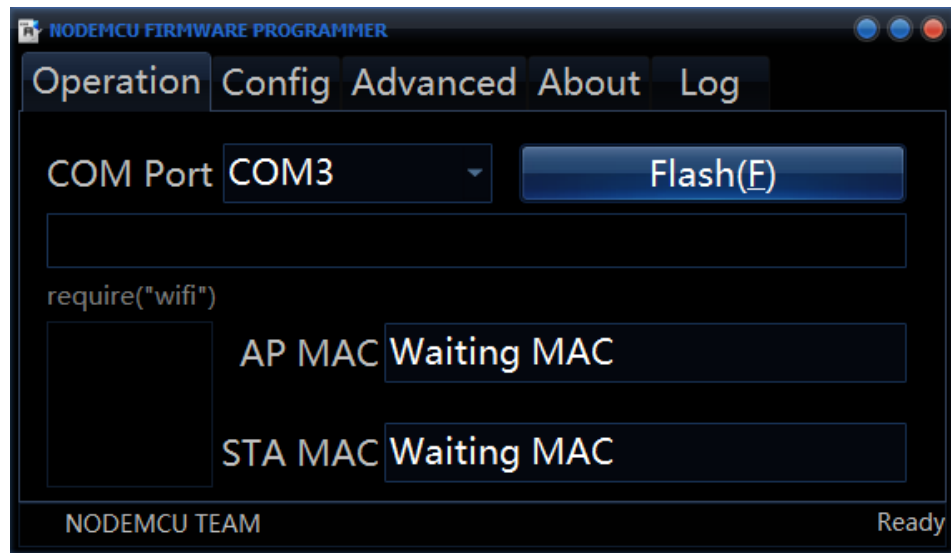 NODEMCU FIRMWARE PROGRAMMER
Operation Config Advanced About Log
COM Port COM3 Flash(F)
require("wifi")
AP MAC Waiting MAC
STA MAC Waiting MAC
NODEMCU TEAM Ready